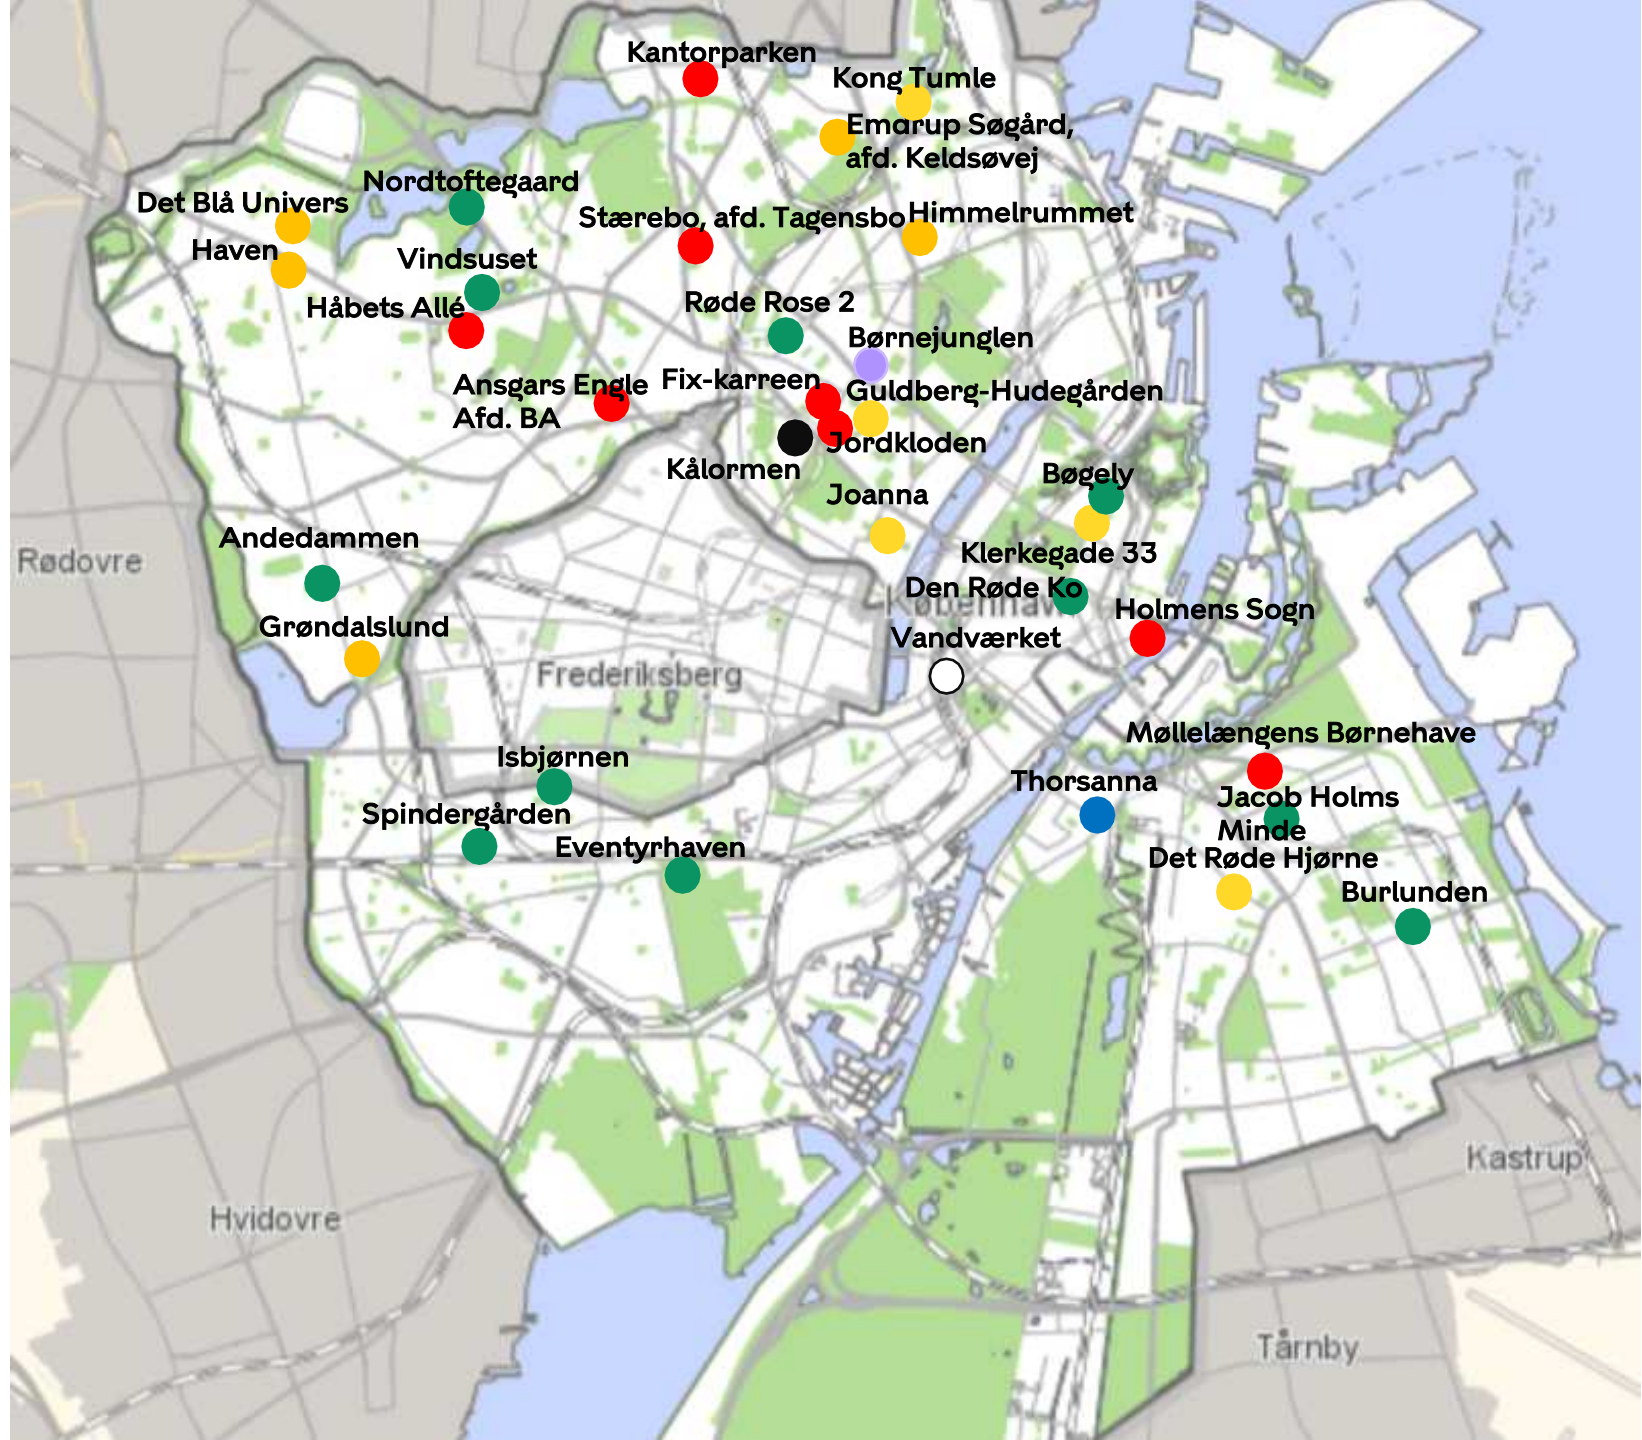 Kantorparken
Kong Tumle
Emdrup Søgård,
afd. Keldsøvej
Nordtoftegaard
Det Blå Univers
Stærebo, afd. Tagensbo
Himmelrummet
Haven
Vindsuset
Håbets Allé
Røde Rose 2
Børnejunglen
Ansgars Engle
Afd. BA
Fix-karreen
Guldberg-Hudegården
Jordkloden
Kålormen
Bøgely
Joanna
Andedammen
Rødovre
Klerkegade 33
Den Røde Ko
København
Holmens Sogn
Grøndalslund
Vandværket
Frederiksberg
Møllelængens Børnehave
Isbjørnen
Thorsanna
Jacob Holms
Minde
Spindergården
Eventyrhaven
Det Røde Hjørne
Burlunden
Kastrup
Hvidovre
Tårnby